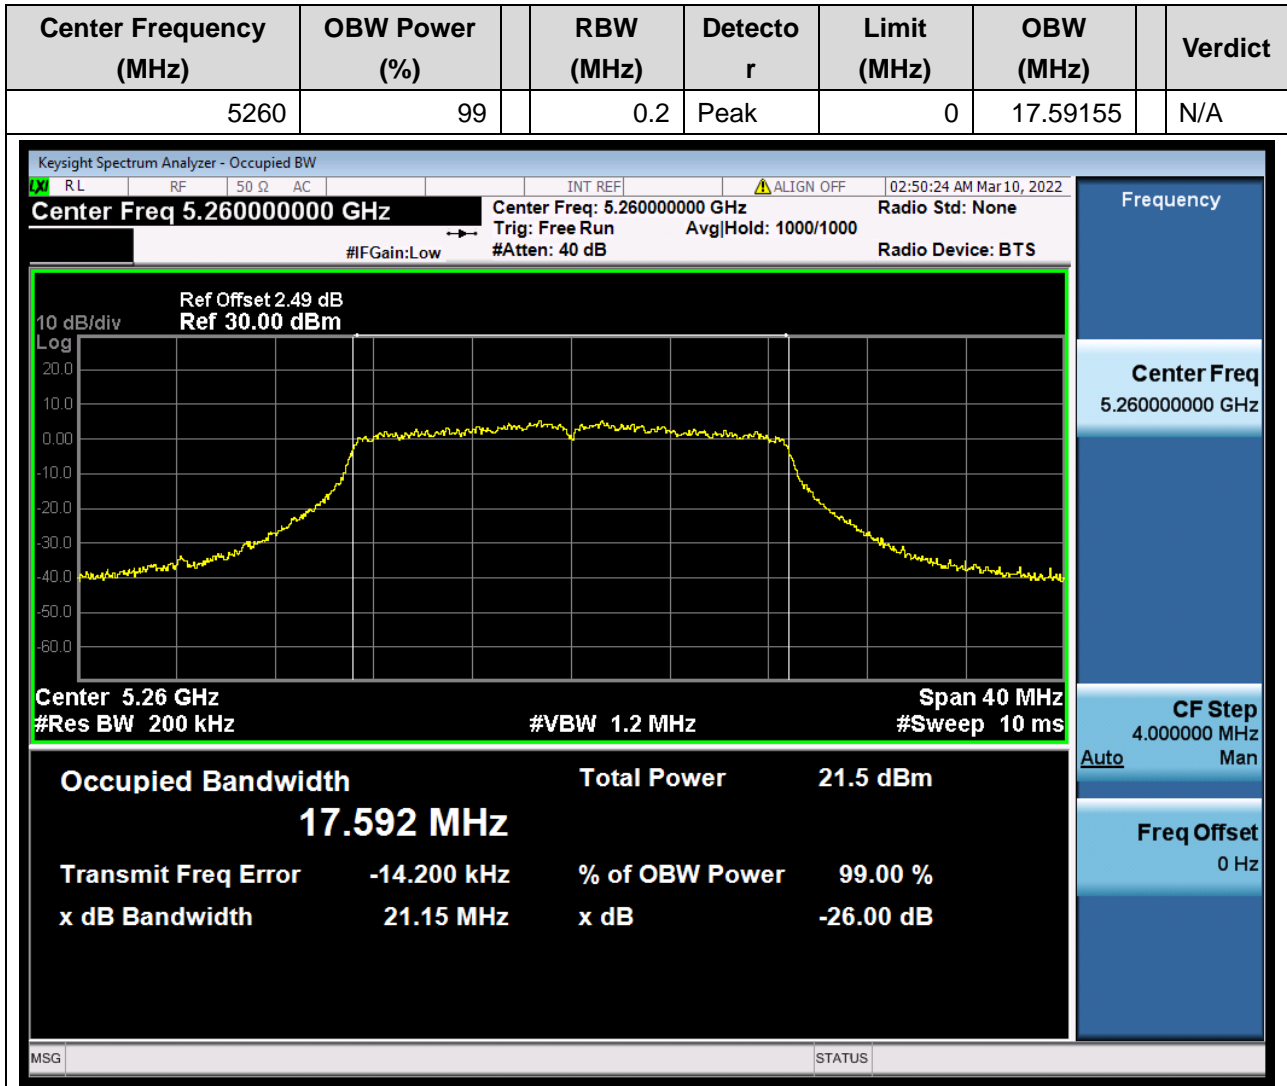 Center Frequency (MHz) OBW Power (%) RBW (MHz) Detecto r Limit (MHz) OBW (MHz) Verdict
5260 99 0.2 Peak 0 17.59155 N/A
Keysight Spectrum Analyzer - Occupied BW
LXI RL RF 50 Ω AC INT REF ALIGN OFF 02:50:24 AM Mar 10, 2022
Center Freq 5.260000000 GHz
Center Freq: 5.260000000 GHz Radio Std: None
Trig: Free Run Avg|Hold: 1000/1000
#IFGain:Low #Atten: 40 dB Radio Device: BTS
Ref Offset 2.49 dB
10 dB/div Ref 30.00 dBm
Log
20.0
10.0
0.00
-10.0
-20.0
-30.0
-40.0
-50.0
-60.0
Center 5.26 GHz Span 40 MHz
#Res BW 200 kHz #VBW 1.2 MHz #Sweep 10 ms
Occupied Bandwidth Total Power 21.5 dBm
17.592 MHz
Transmit Freq Error -14.200 kHz % of OBW Power 99.00 %
x dB Bandwidth 21.15 MHz x dB -26.00 dB
Frequency
Center Freq
5.260000000 GHz
CF Step
4.000000 MHz
Auto Man
Freq Offset
0 Hz
MSG STATUS